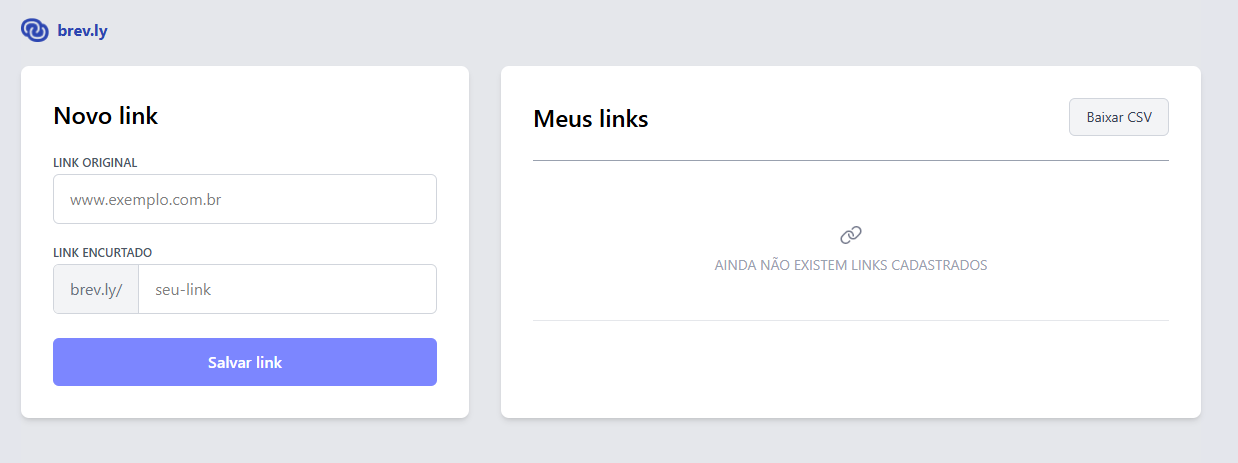 brev.ly
Novo link
LINK ORIGINAL
www.exemplo.com.br
LINK ENCURTADO
brev.ly/ seu-link
Salvar link
Meus links
Baixar CSV
AINDA NÃO EXISTEM LINKS CADASTRADOS